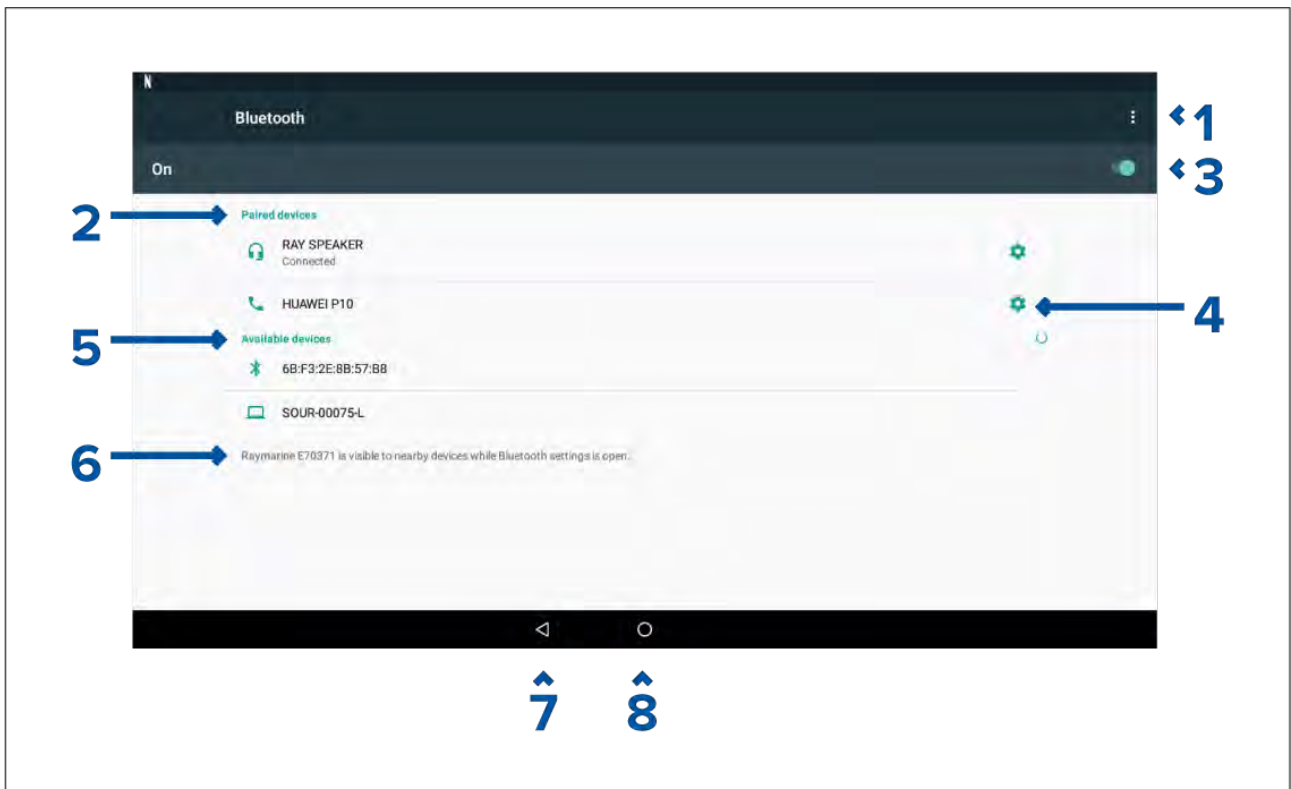 N
Bluetooth
1
On
3
2
Paired devices
RAY SPEAKER
Connected
HUAWEI P10
4
5
Available devices
6B:F3:2E:8B:57:B8
SOUR-00075-L
6
Raymarine E70371 is visible to nearby devices while Bluetooth settings is open.
7 8